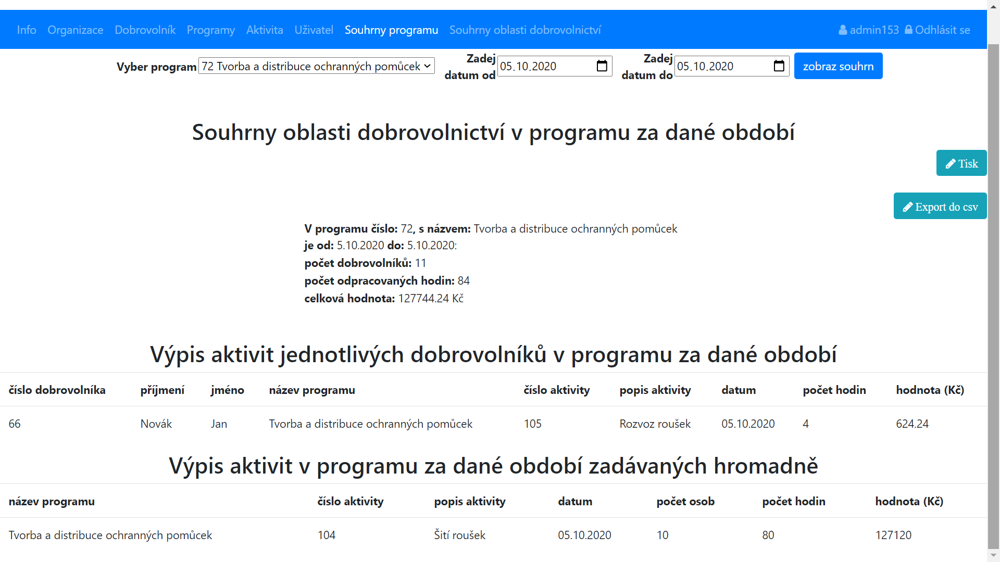 Info Organizace Dobrovolník Programy Aktivita Uživatel Souhrny programu Souhrny oblasti dobrovolnictví admin153 Odhlásit se
Vyber program 72 Tvorba a distribuce ochranných pomůcek Zadej datum od 05.10.2020 Zadej datum do 05.10.2020 zobraz souhrn
Souhrny oblasti dobrovolnictví v programu za dané období
Tisk
Export do csv
V programu číslo: 72, s názvem: Tvorba a distribuce ochranných pomůcek
je od: 5.10.2020 do: 5.10.2020:
počet dobrovolníků: 11
počet odpracovaných hodin: 84
celková hodnota: 127744.24 Kč
Výpis aktivit jednotlivých dobrovolníků v programu za dané období
číslo dobrovolníka příjmení jméno název programu číslo aktivity popis aktivity datum počet hodin hodnota (Kč)
66 Novák Jan Tvorba a distribuce ochranných pomůcek 105 Rozvoz roušek 05.10.2020 4 624.24
Výpis aktivit v programu za dané období zadávaných hromadně
název programu číslo aktivity popis aktivity datum počet osob počet hodin hodnota (Kč)
Tvorba a distribuce ochranných pomůcek 104 Šití roušek 05.10.2020 10 80 127120